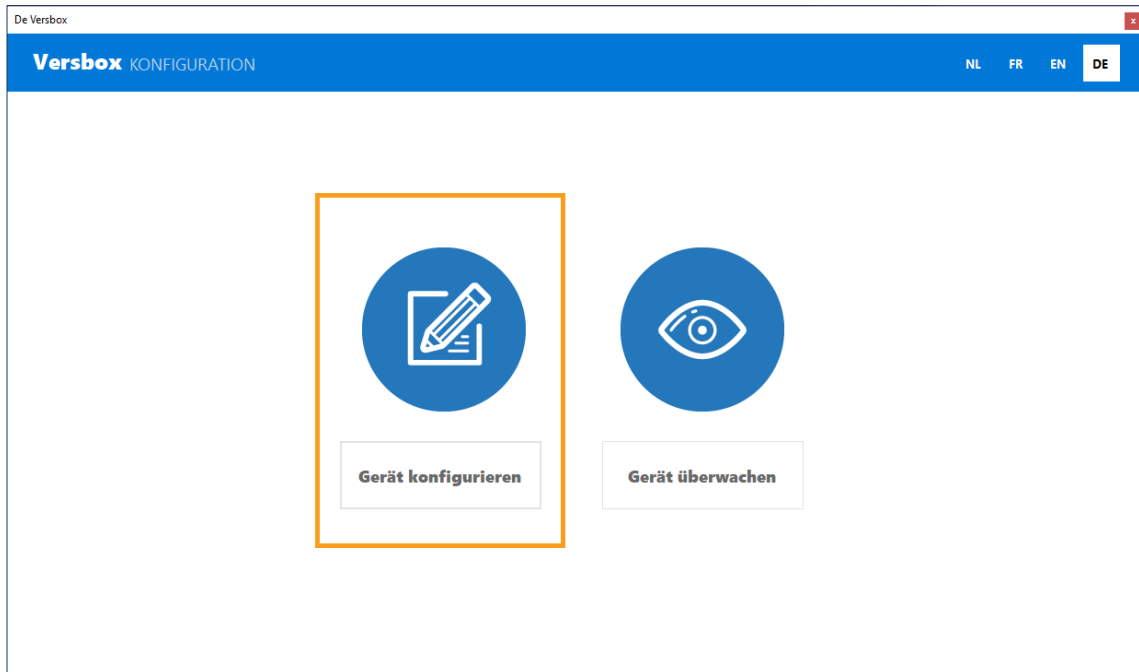 De Versbox
x
Versbox KONFIGURATION NL FR EN DE
Gerät konfigurieren Gerät überwachen